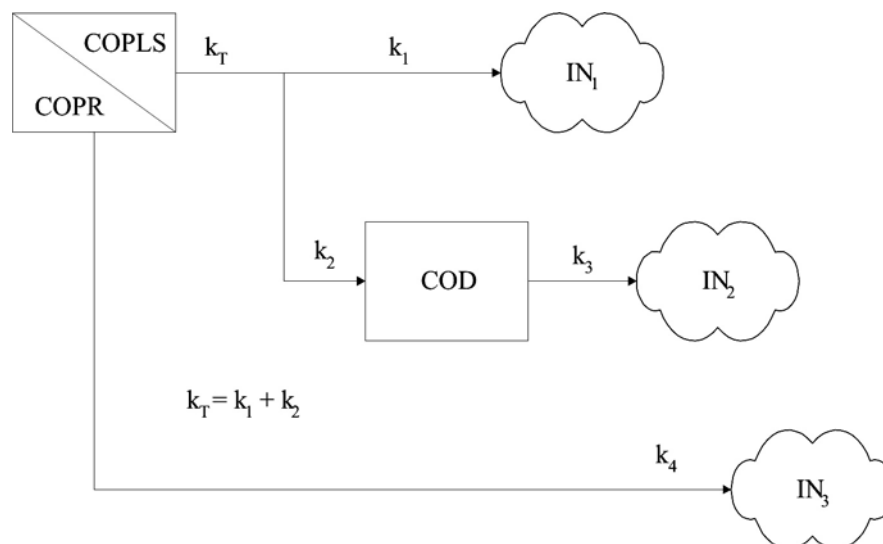 COPLS
COPR
k_T
k_1
IN_1
k_2
COD
k_3
IN_2
k_T = k_1 + k_2
k_4
IN_3